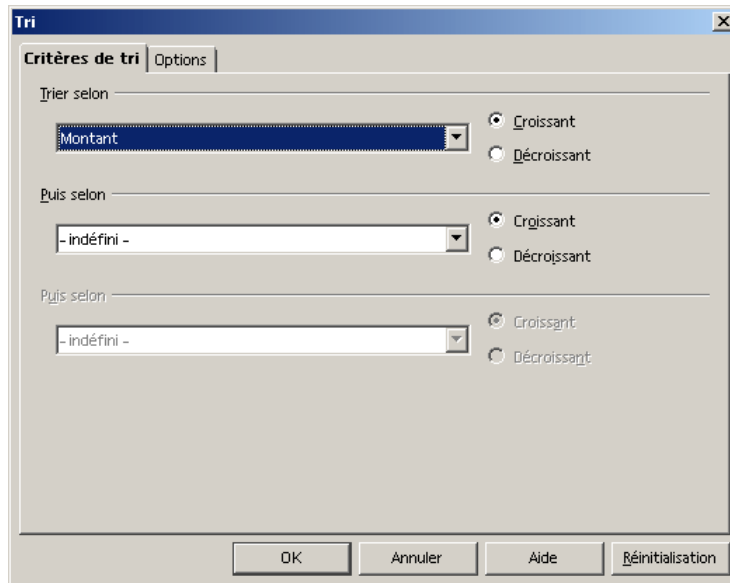 Tri
Critères de tri
Options
Trier selon
Montant
Croissant
Décroissant
Puis selon
- indéfini -
Croissant
Décroissant
Puis selon
- indéfini -
Croissant
Décroissant
OK
Annuler
Aide
Réinitialisation